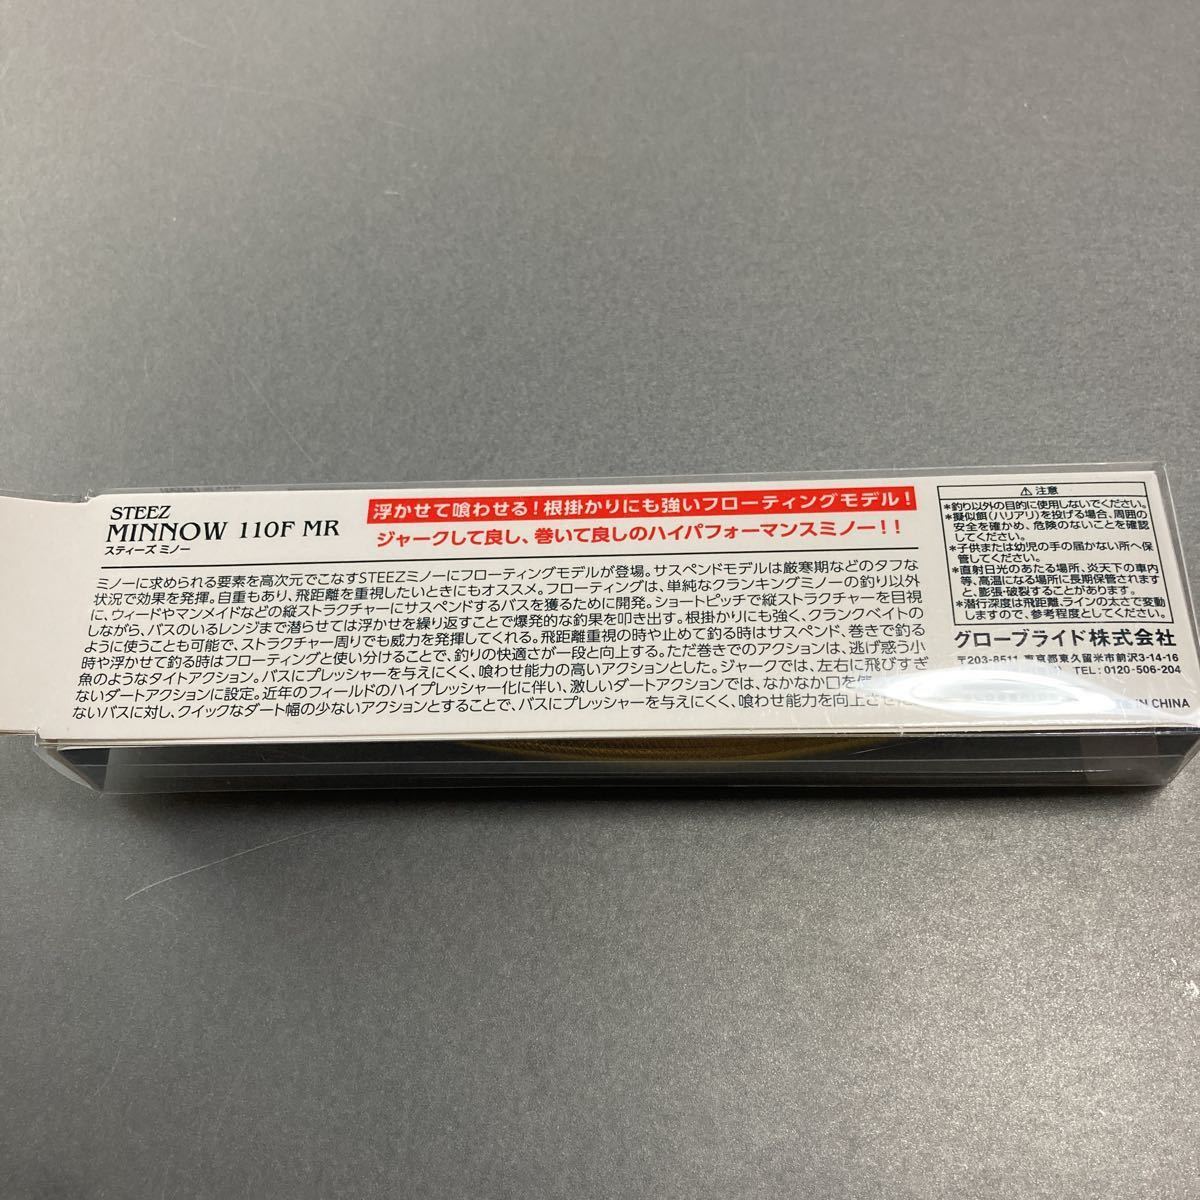 STEEZ
MINNOW 110F MR
スティーズ ミノー
浮かせて喰わせる！根掛かりにも強いフローティングモデル！
ジャークして良し、巻いて良しのハイパフォーマンスミノー！！
ミノーに求められる要素を高次元でこなすSTEEZミノーにフローティングモデルが登場。サスペンドモデルは厳寒期などのタフな
状況で効果を発揮。自重もあり、飛距離を重視したいときにもオススメ。フローティングは、単純なクランキングミノーの釣り以外
に、ウィードやマンメイドなどの縦ストラクチャーにサスペンドするバスを獲るために開発。ショートピッチで縦ストラクチャーを目視
しながら、バスのいるレンジまで潜らせては浮かせを繰り返すことで爆発的な釣果を叩き出す。根掛かりにも強く、クランクベイトの
ように使うことも可能で、ストラクチャー周りでも威力を発揮してくれる。飛距離重視の時や止めて釣る時はサスペンド、巻きで釣る
時や浮かせて釣る時はフローティングと使い分けることで、釣りの快適さが一段と向上する。ただ巻きでのアクションは、逃げ惑う小
魚のようなタイトアクション。バスにプレッシャーを与えにくく、喰わせ能力の高いアクションとした。ジャークでは、左右に飛びすぎ
ないダートアクションに設定。近年のフィールドのハイプレッシャー化に伴い、激しいダートアクションでは、なかなか口を使
ないバスに対し、クイックなダート幅の少ないアクションとすることで、バスにプレッシャーを与えにくく、喰わせ能力を向上させた
⚠ 注意
*釣り以外の目的に使用しないでください。
*擬似餌(ハリアリ)を投げる場合、周囲の
安全を確かめ、危険のないことを確認
してください。
*子供または幼児の手の届かない所へ保
管してください。
*直射日光のあたる場所、炎天下の車内
等、高温になる場所に長期保管されます
と、膨張・破裂することがあります。
*潜行深度は飛距離、ラインの太さで変動
しますので、参考程度としてください。
グローブライド株式会社
〒203-8511 東京都東久留米市前沢3-14-16
TEL：0120-506-204
IN CHINA